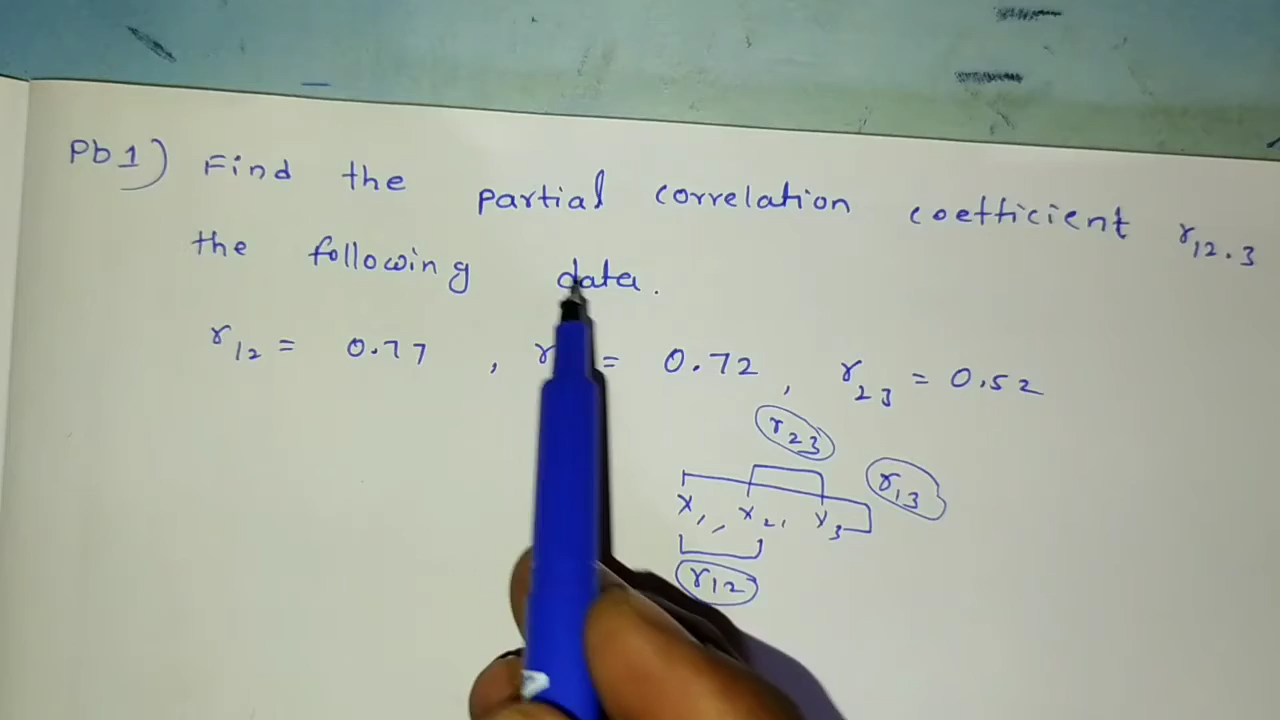 Pb 1) Find the partial correlation coefficient r12.3
the following data.
r12 = 0.77 , r = 0.72 , r23 = 0.52
r23
r13
x1, x2, x3
r12